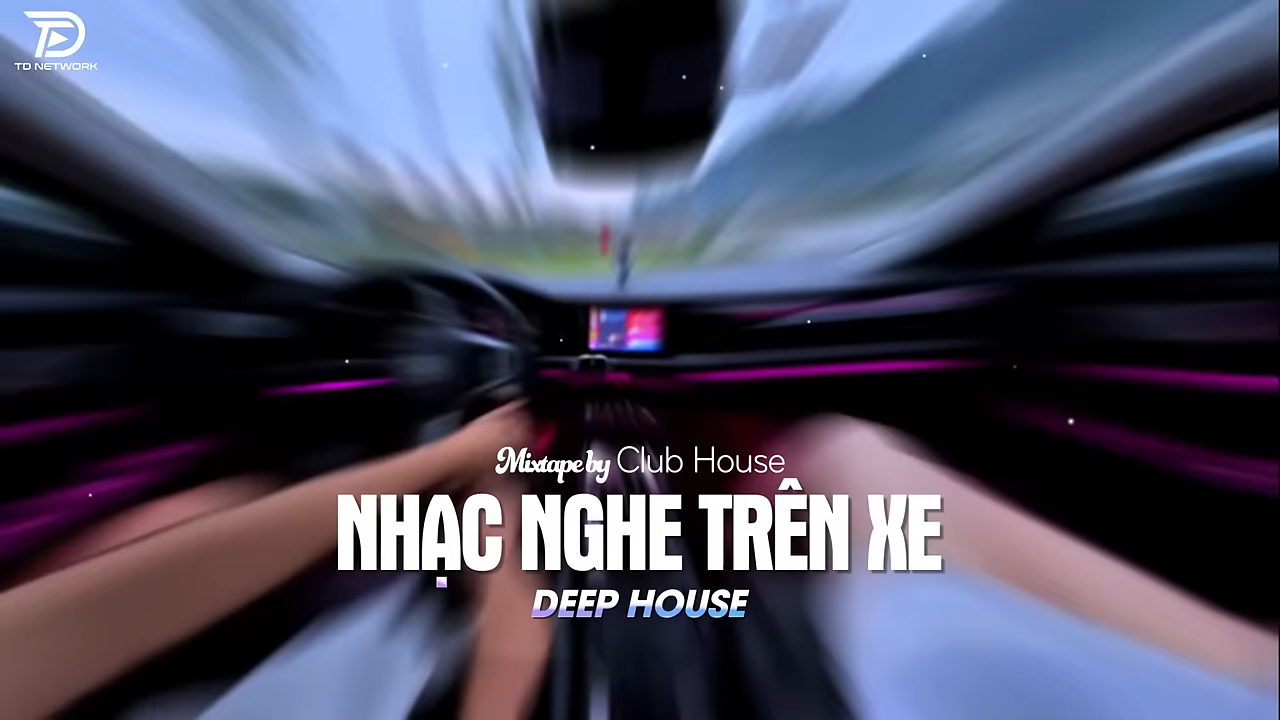 TD NETWORK
Mixtape by Club House
NHẠC NGHE TRÊN XE
DEEP HOUSE